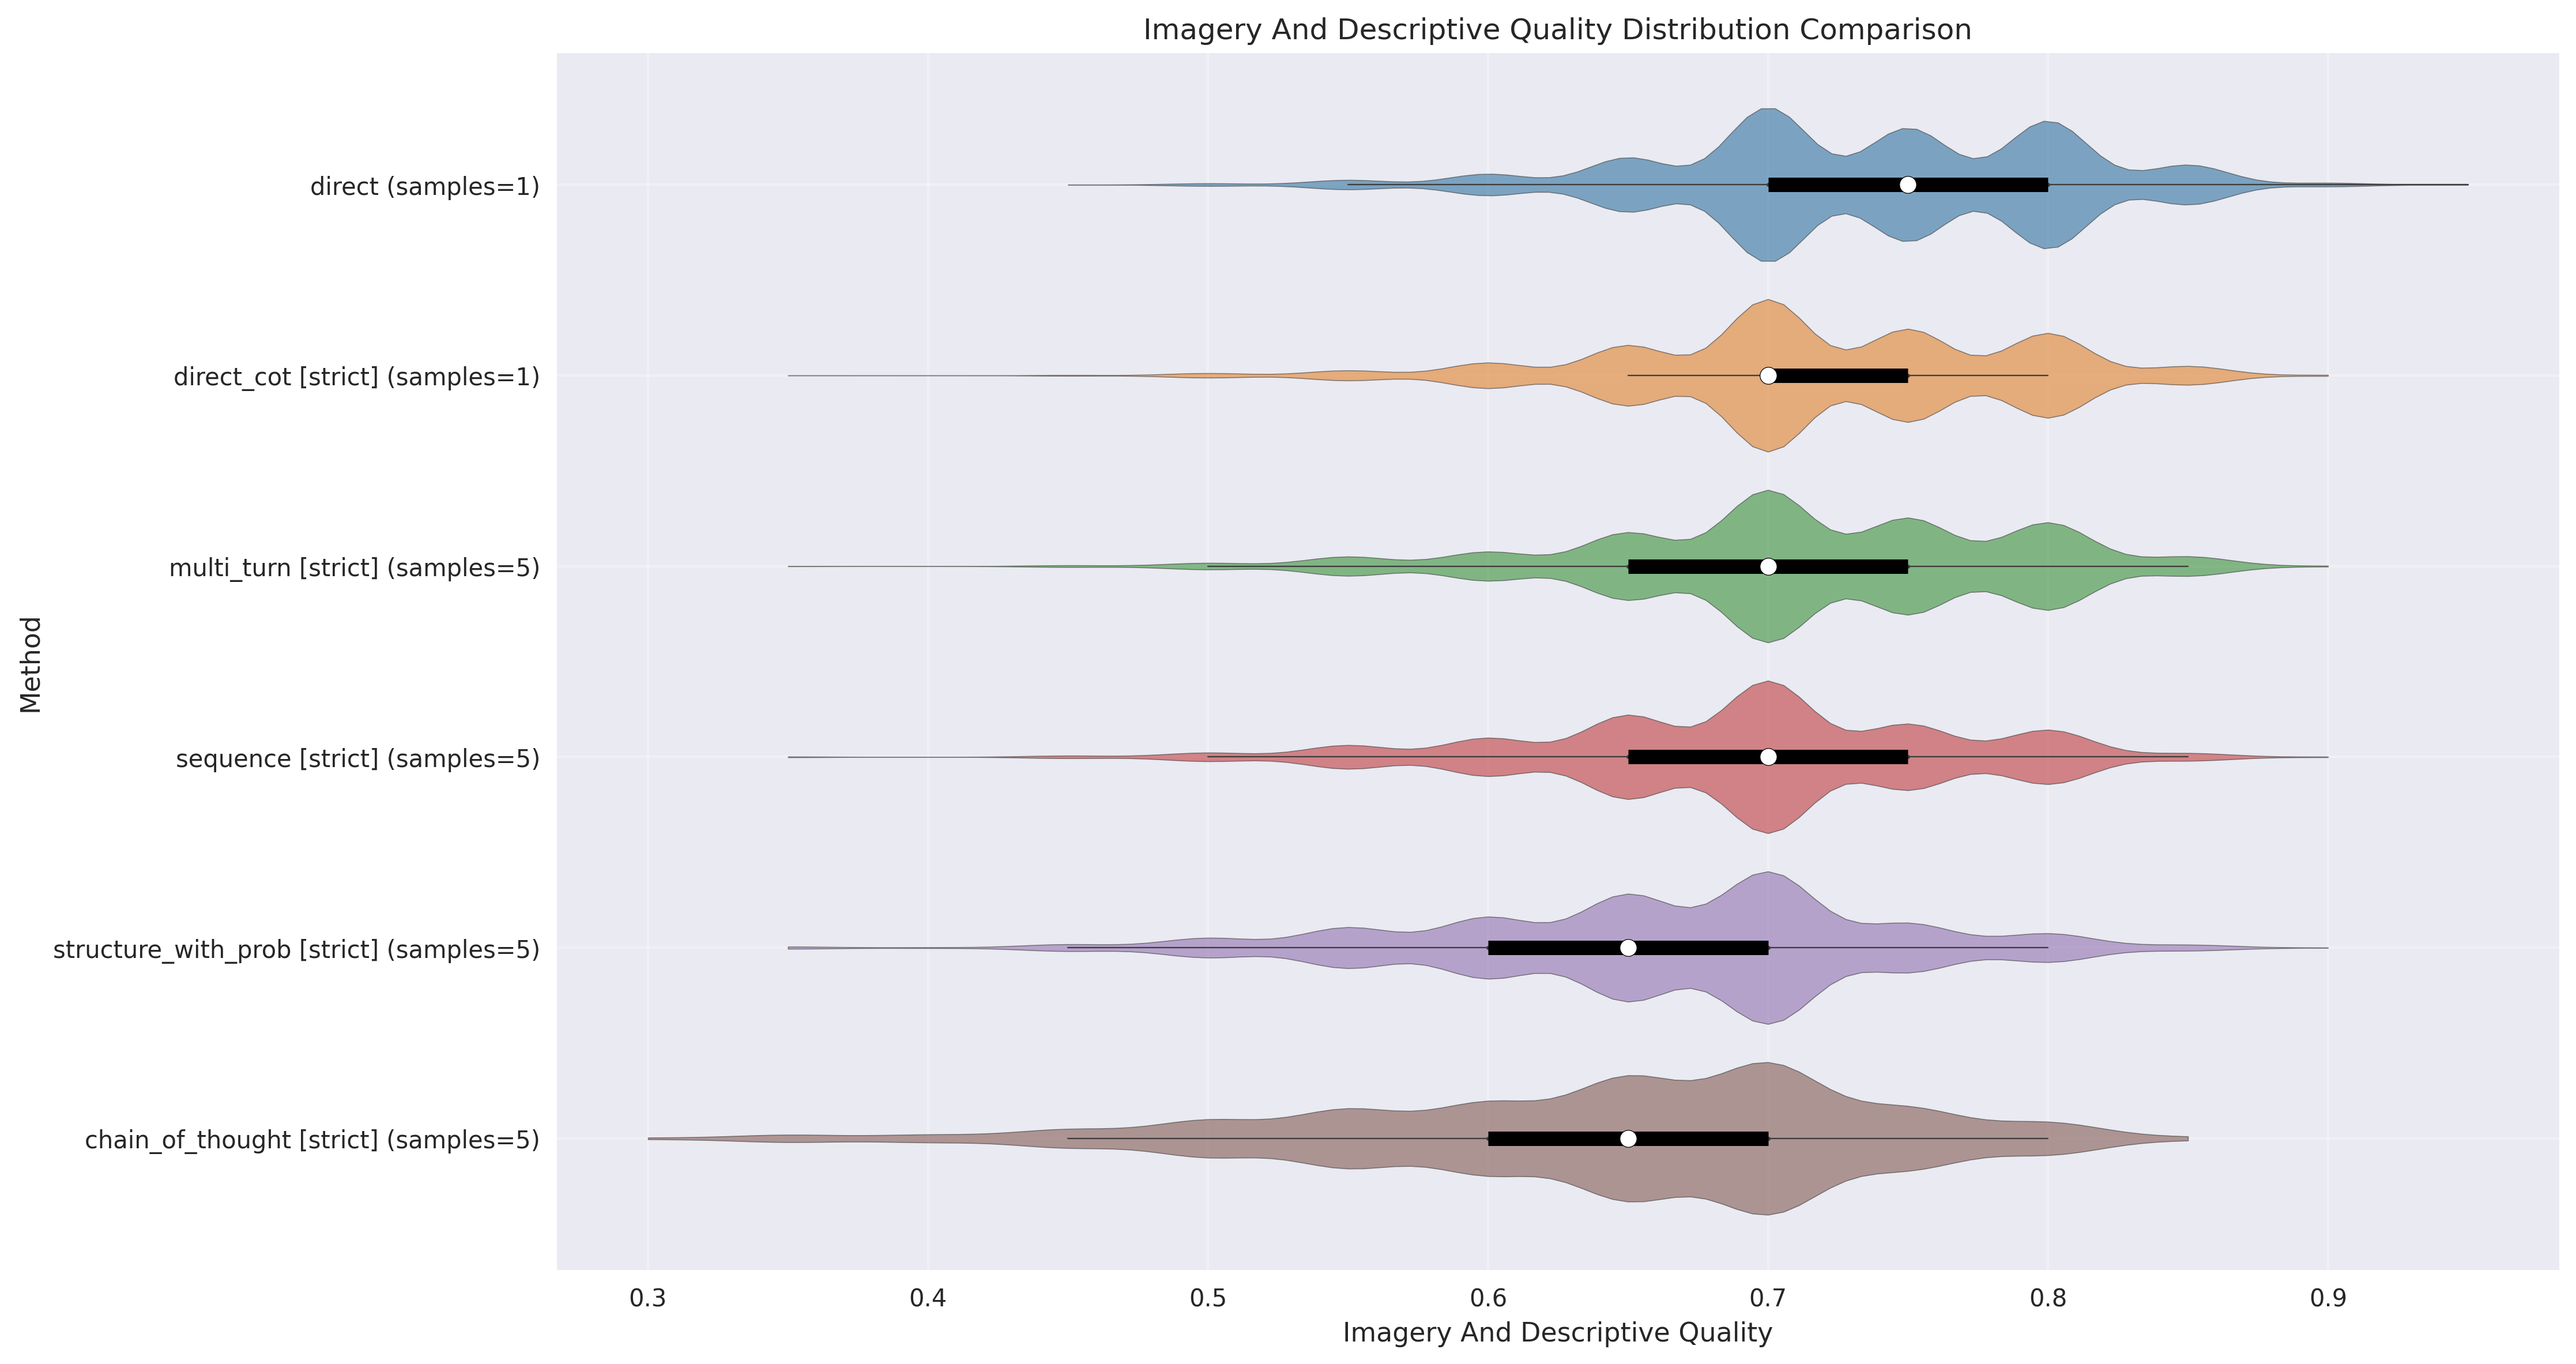 Imagery And Descriptive Quality Distribution Comparison
direct (samples=1)
direct_cot [strict] (samples=1)
multi_turn [strict] (samples=5)
sequence [strict] (samples=5)
structure_with_prob [strict] (samples=5)
chain_of_thought [strict] (samples=5)
Method
0.3 0.4 0.5 0.6 0.7 0.8 0.9
Imagery And Descriptive Quality